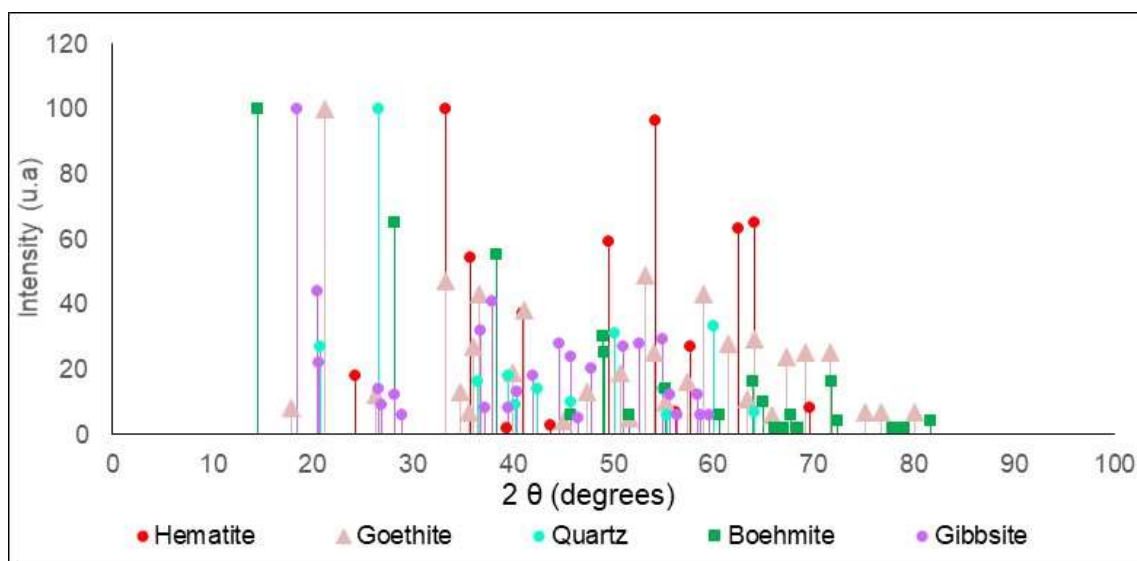 120
100
80
60
40
20
0
Intensity (u.a)
0 10 20 30 40 50 60 70 80 90 100
2 θ (degrees)
Hematite Goethite Quartz Boehmite Gibbsite